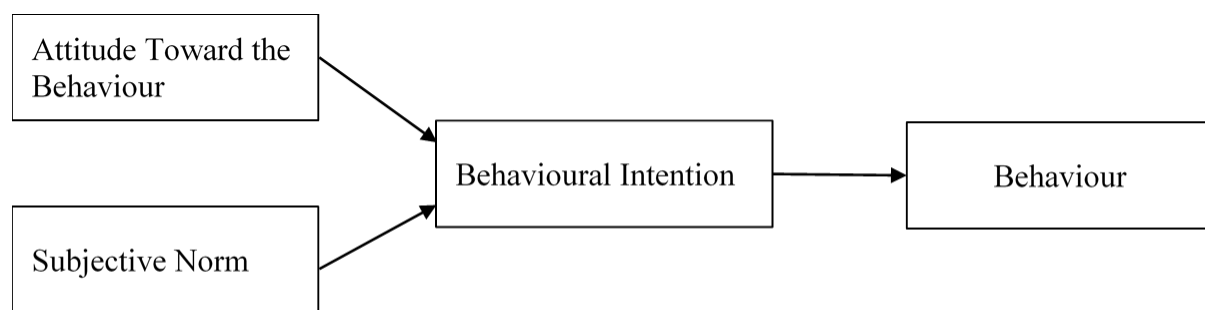 Attitude Toward the
Behaviour
Behavioural Intention
Behaviour
Subjective Norm